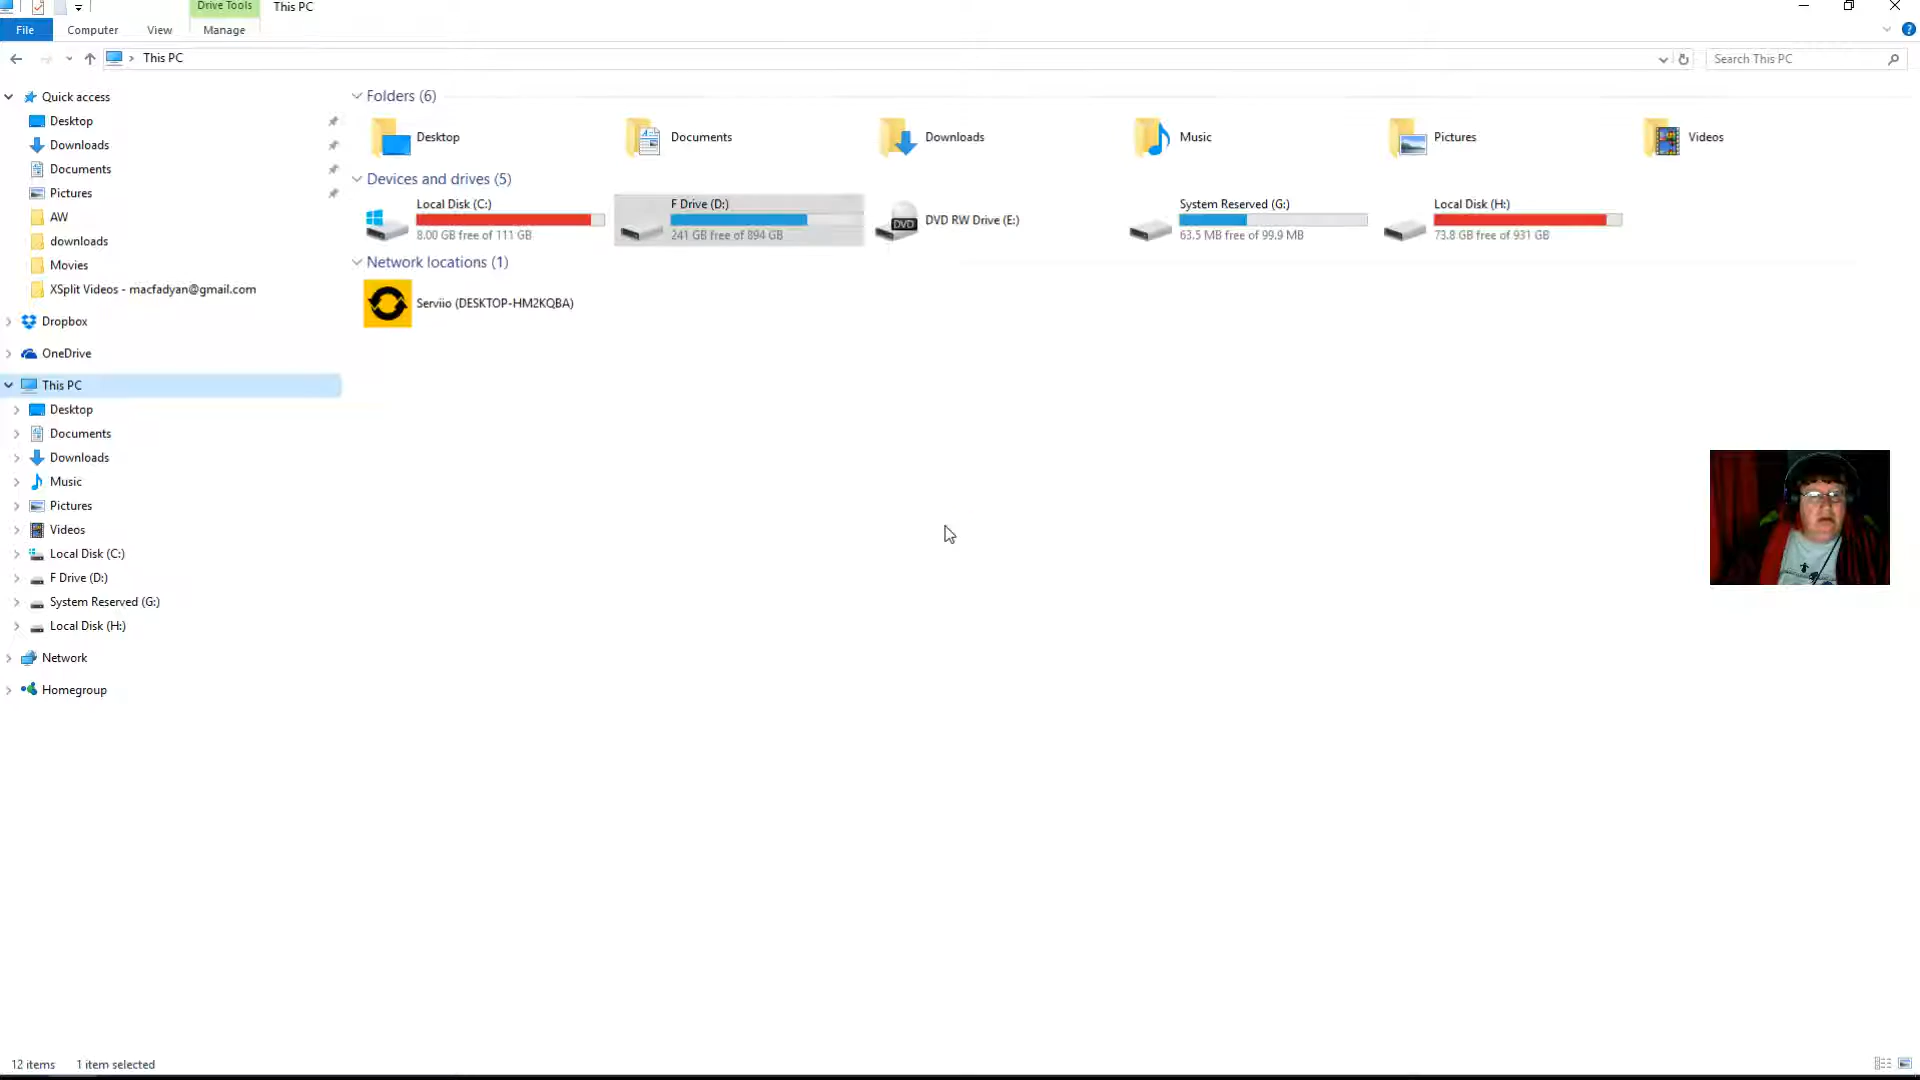 Drive Tools
This PC
File
Computer
View
Manage
This PC
Search This PC
Quick access
Desktop
Downloads
Documents
Pictures
AW
downloads
Movies
XSplit Videos - macfadyan@gmail.com
Dropbox
OneDrive
This PC
Desktop
Documents
Downloads
Music
Pictures
Videos
Local Disk (C:)
F Drive (D:)
System Reserved (G:)
Local Disk (H:)
Network
Homegroup
Folders (6)
Desktop
Documents
Downloads
Music
Pictures
Videos
Devices and drives (5)
Local Disk (C:)
8.00 GB free of 111 GB
F Drive (D:)
241 GB free of 894 GB
DVD
DVD RW Drive (E:)
System Reserved (G:)
63.5 MB free of 99.9 MB
Local Disk (H:)
73.8 GB free of 931 GB
Network locations (1)
Serviio (DESKTOP-HM2KQBA)
12 items
1 item selected